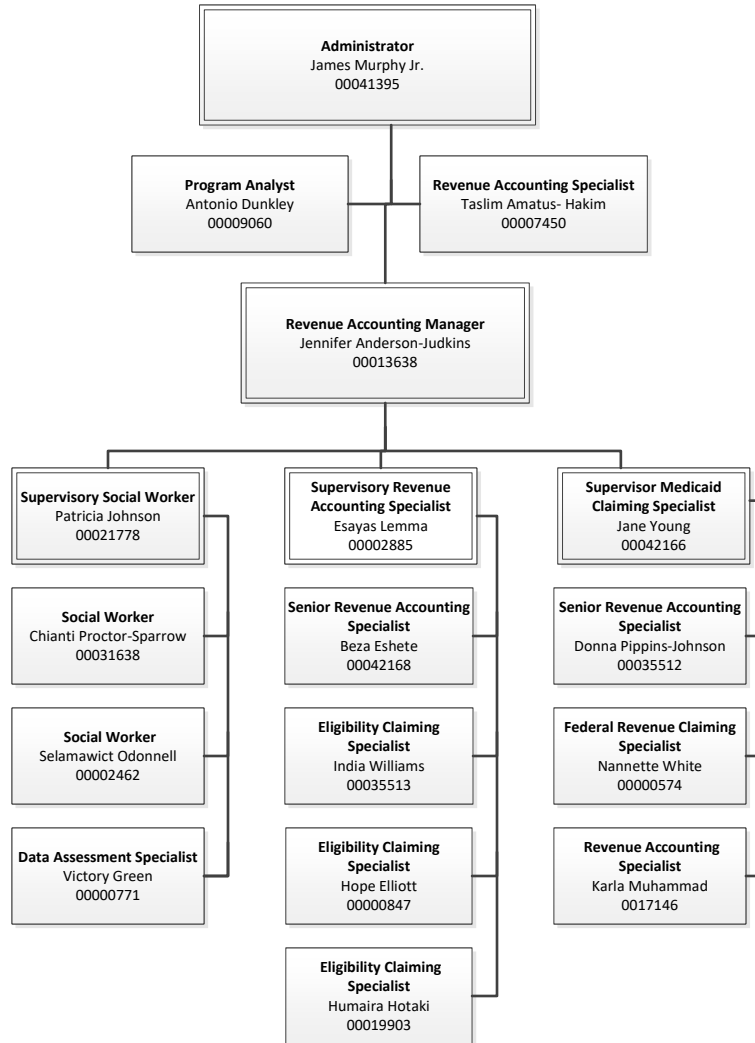 Administrator
James Murphy Jr.
00041395
Program Analyst
Antonio Dunkley
00009060
Revenue Accounting Specialist
Taslim Amatus- Hakim
00007450
Revenue Accounting Manager
Jennifer Anderson-Judkins
00013638
Supervisory Social Worker
Patricia Johnson
00021778
Social Worker
Chianti Proctor-Sparrow
00031638
Social Worker
Selamawict Odonnell
00002462
Data Assessment Specialist
Victory Green
00000771
Supervisory Revenue
Accounting Specialist
Esayas Lemma
00002885
Senior Revenue Accounting
Specialist
Beza Eshete
00042168
Eligibility Claiming
Specialist
India Williams
00035513
Eligibility Claiming
Specialist
Hope Elliott
00000847
Eligibility Claiming
Specialist
Humaira Hotaki
00019903
Supervisor Medicaid
Claiming Specialist
Jane Young
00042166
Senior Revenue Accounting
Specialist
Donna Pippins-Johnson
00035512
Federal Revenue Claiming
Specialist
Nannette White
00000574
Revenue Accounting
Specialist
Karla Muhammad
0017146